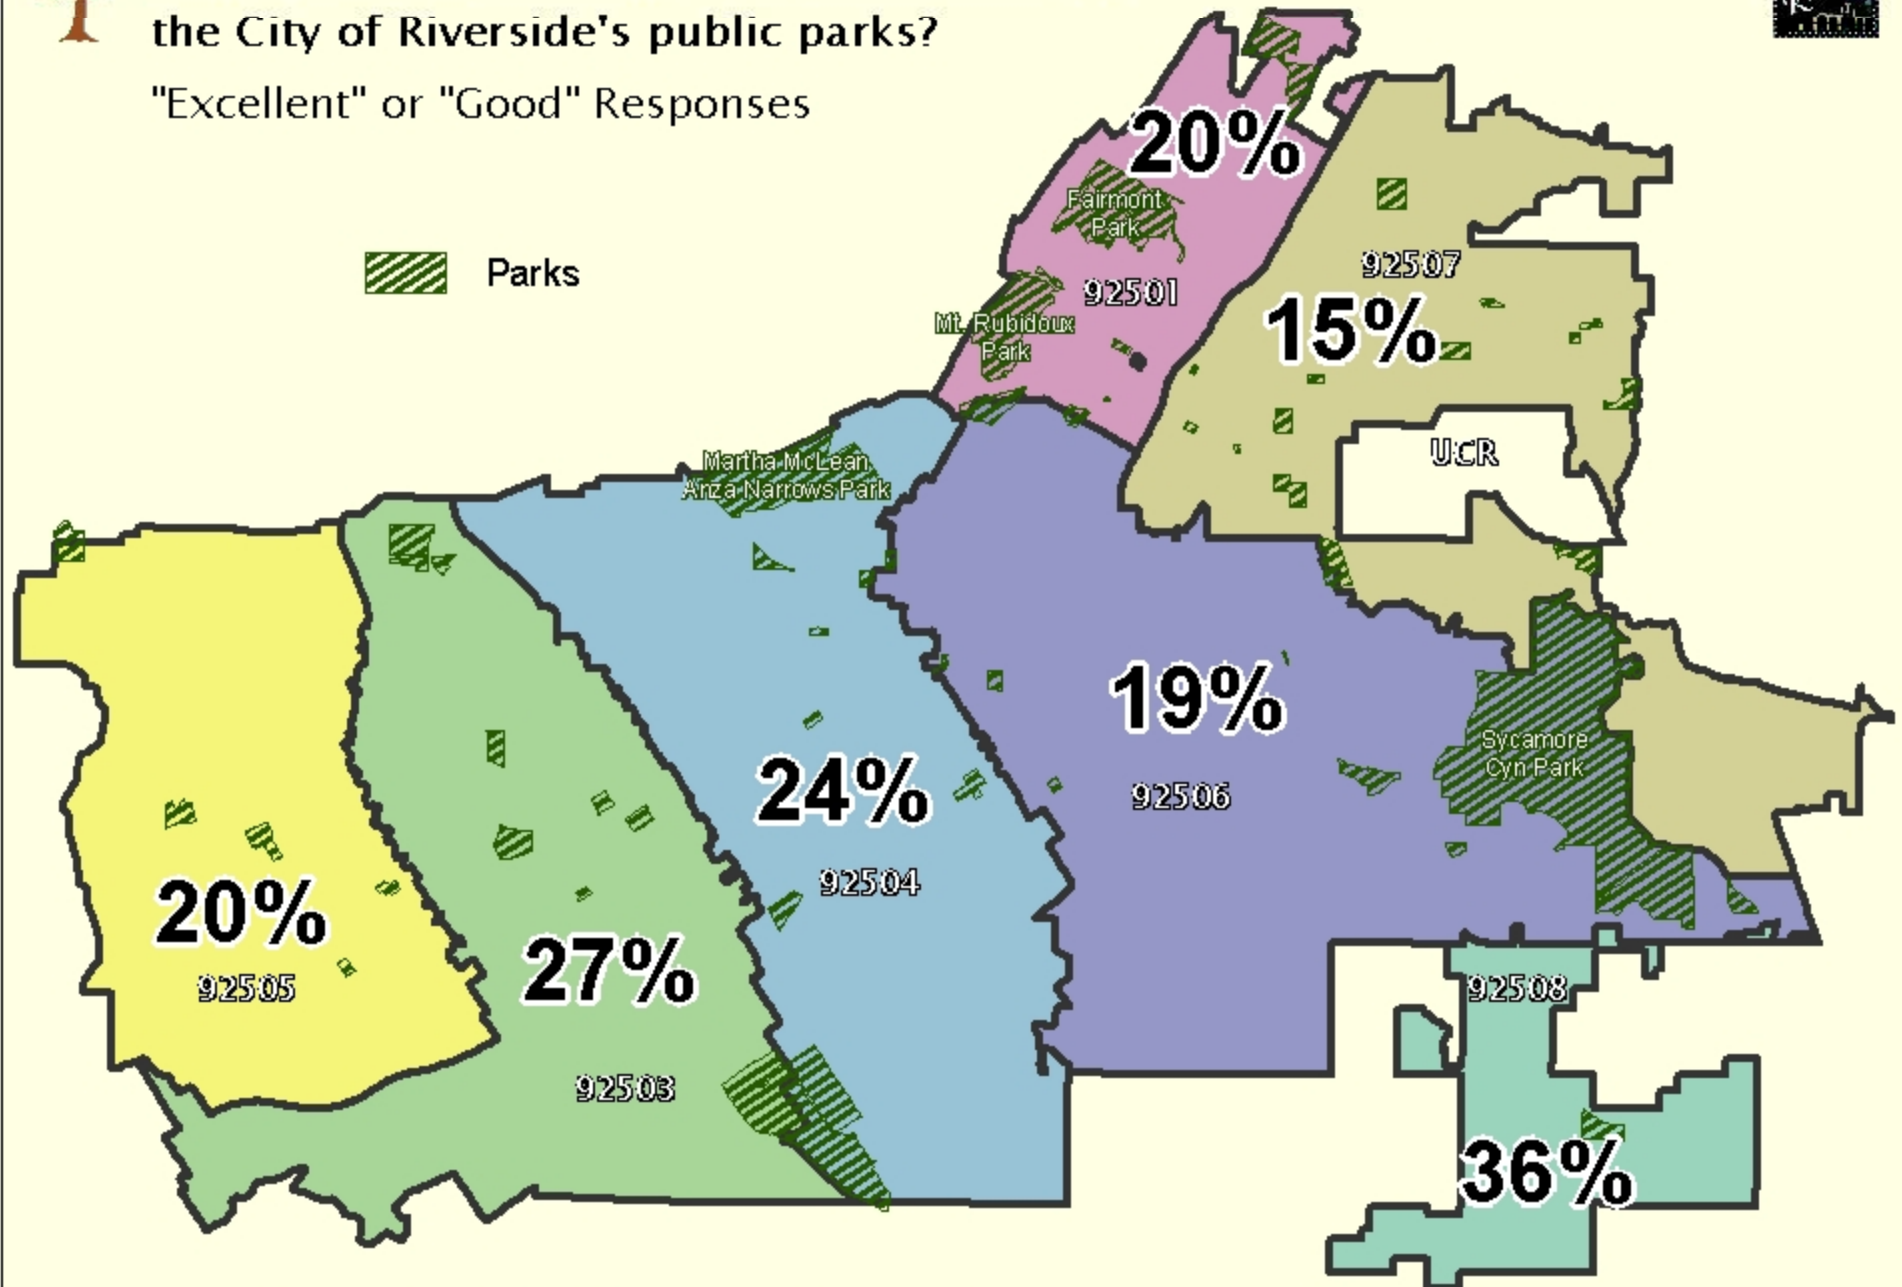 the City of Riverside's public parks?
"Excellent" or "Good" Responses
20%
Fairmont
Park
92507
Parks
92501
15%
Mt. Rubidoux
Park
UCR
Martha McLean
Anza Narrows Park
19%
Sycamore
Cyn Park
24%
92506
92504
20%
27%
92505
92508
92503
36%